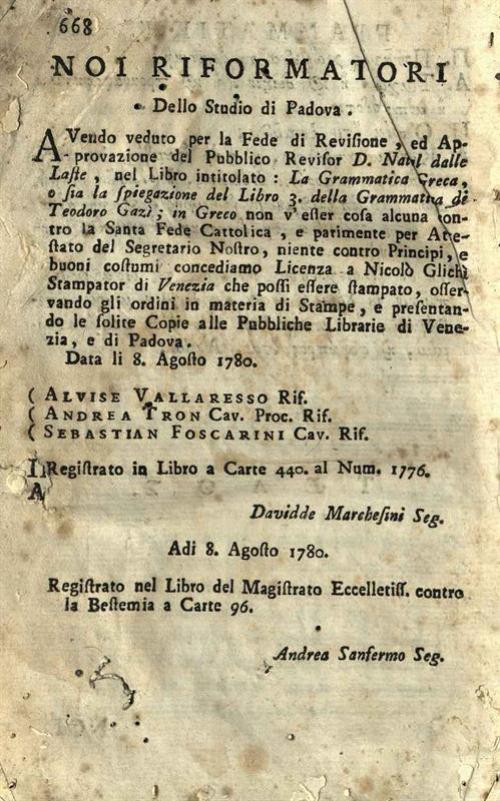 668
NOI RIFORMATORI
Dello Studio di Padova.
AVendo veduto per la Fede di Revisione, ed Ap-
provazione del Pubblico Revisor D. Natal dalle
Laste, nel Libro intitolato: La Grammatica Greca,
o sia la spiegazione del Libro 3. della Grammatica di
Teodoro Gazì; in Greco non v'esser cosa alcuna con-
tro la Santa Fede Cattolica, e parimente per Atte-
stato del Segretario Nostro, niente contro Principi, e
buoni costumi concediamo Licenza a Nicolò Glichì
Stampator di Venezia che possi essere stampato, osser-
vando gli ordini in materia di Stampe, e presentan-
do le solite Copie alle Pubbliche Librarie di Vene-
zia, e di Padova.
Data li 8. Agosto 1780.
( ALVISE VALLARESSO Rif.
( ANDREA TRON Cav. Proc. Rif.
( SEBASTIAN FOSCARINI Cav. Rif.
Registrato in Libro a Carte 440. al Num. 1776.
Davidde Marchesini Seg.
Adi 8. Agosto 1780.
Registrato nel Libro del Magistrato Eccelletiss. contro
la Bestemia a Carte 96.
Andrea Sanfermo Seg.